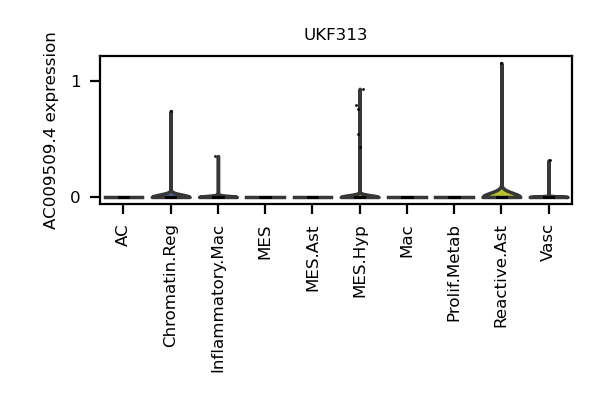 UKF313
AC009509.4 expression
1
0
AC
Chromatin.Reg
Inflammatory.Mac
MES
MES.Ast
MES.Hyp
Mac
Prolif.Metab
Reactive.Ast
Vasc